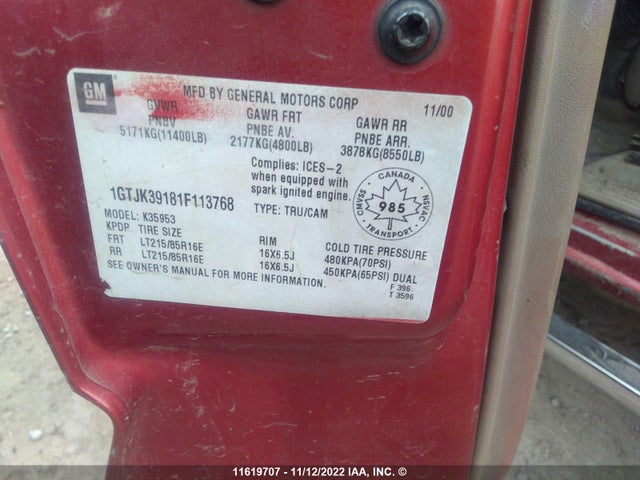 GM
MFD BY GENERAL MOTORS CORP 11/00
GVWR GAWR FRT GAWR RR
PNBV PNBE AV. PNBE ARR.
5171KG(11400LB) 2177KG(4800LB) 3878KG(8550LB)
Complies: ICES-2
when equipped with
spark ignited engine.
1GTJK39181F113768 TYPE: TRU/CAM
CANADA
CMVSS 985 NSVAC
TRANSPORT
MODEL: K35953
KPDP TIRE SIZE RIM COLD TIRE PRESSURE
FRT LT215/85R16E 16X6.5J 480KPA(70PSI)
RR LT215/85R16E 16X6.5J 450KPA(65PSI) DUAL
SEE OWNER'S MANUAL FOR MORE INFORMATION.
F 396
T 3596
11619707 - 11/12/2022 IAA, INC. ©